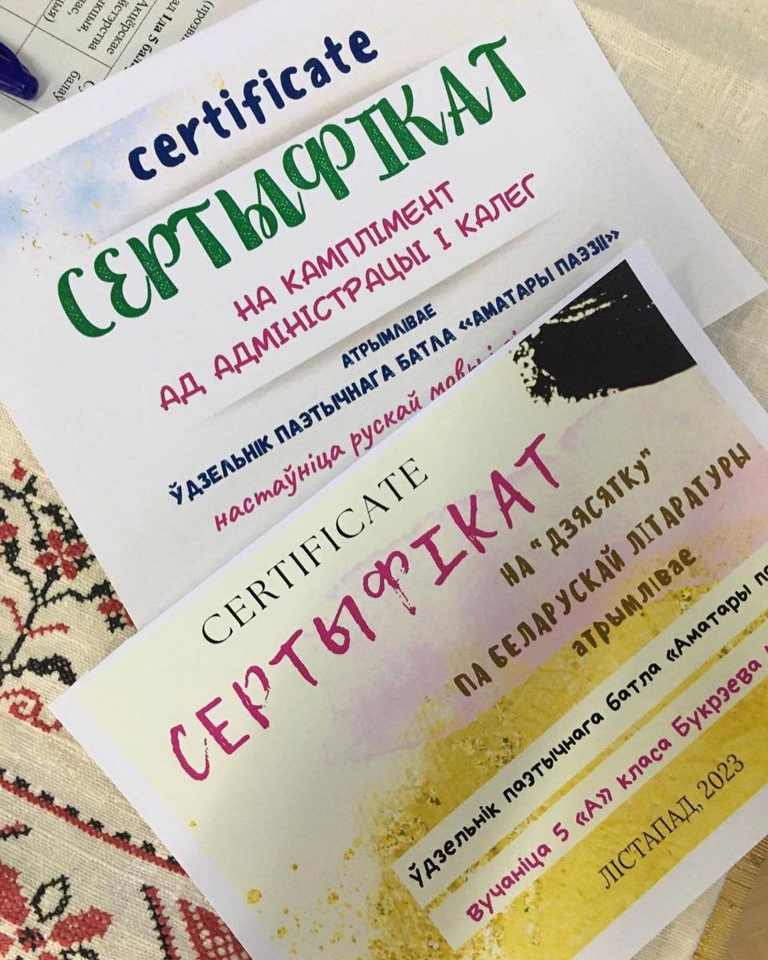 certificate
СЕРТЫФІКАТ
НА КАМПЛІМЕНТ
АД АДМІНІСТРАЦЫІ І КАЛЕГ
АТРЫМЛІВАЕ
ЎДЗЕЛЬНІК ПАЭТЫЧНАГА БАТЛА «АМАТАРЫ ПАЭЗІІ»
настаўніца рускай мовы і
CERTIFICATE
СЕРТЫФІКАТ
НА "ДЗЯСЯТКУ"
ПА БЕЛАРУСКАЙ ЛІТАРАТУРЫ
атрымлівае
ўдзельнік паэтычнага батла «Аматары
вучаніца 5 «А» класа Букрэева
ЛІСТАПАД, 2023